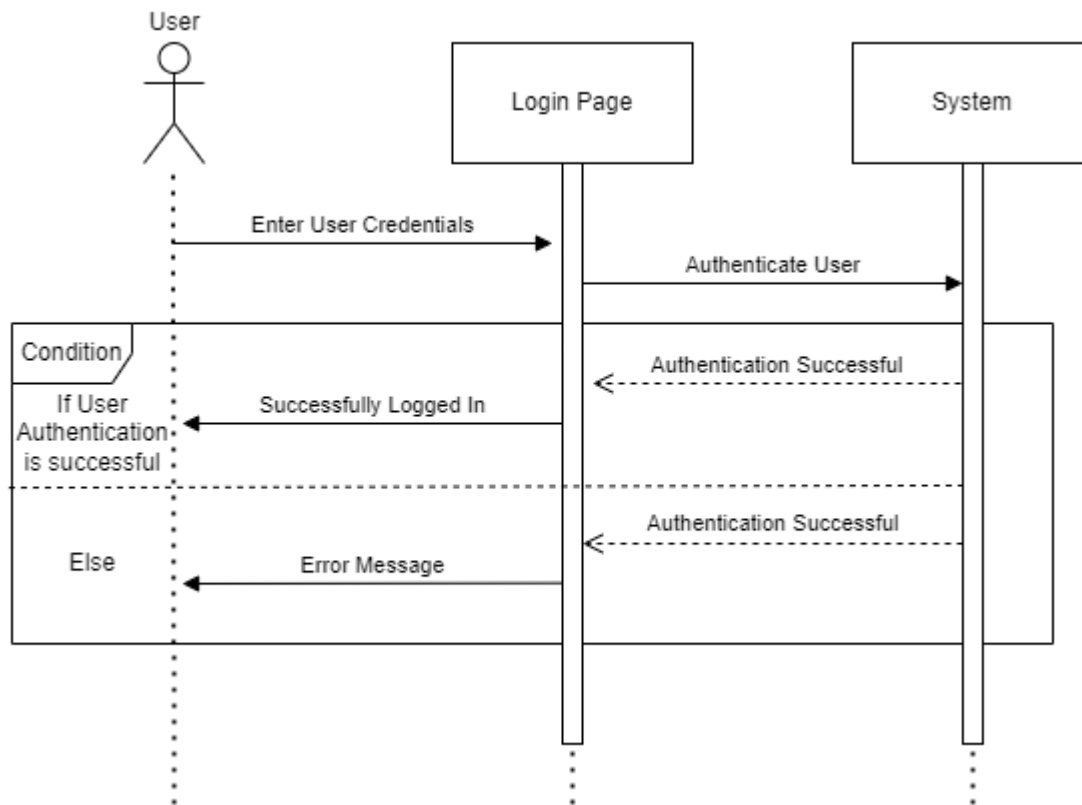 User
Login Page
System
Enter User Credentials
Authenticate User
Condition
Authentication Successful
If User
Authentication
is successful
Successfully Logged In
Authentication Successful
Else
Error Message